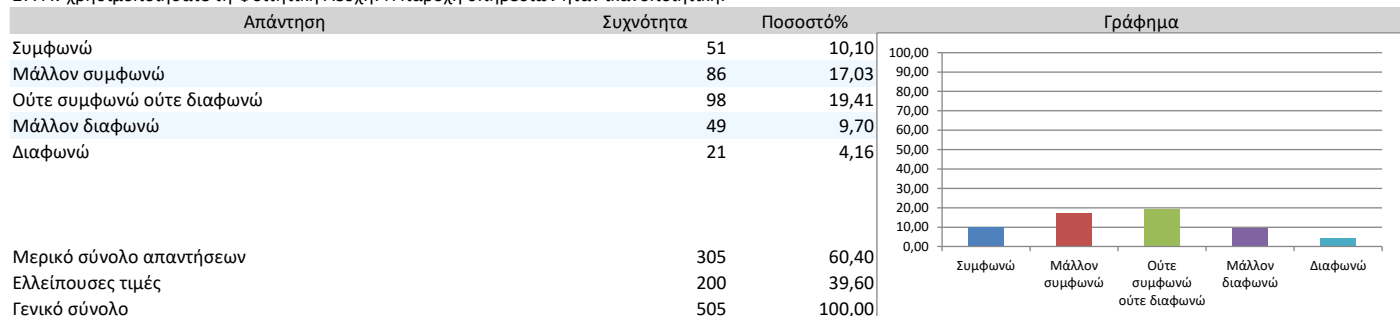 Απάντηση Συχνότητα Ποσοστό% Γράφημα
Συμφωνώ 51 10,10
Μάλλον συμφωνώ 86 17,03
Ούτε συμφωνώ ούτε διαφωνώ 98 19,41
Μάλλον διαφωνώ 49 9,70
Διαφωνώ 21 4,16
Μερικό σύνολο απαντήσεων 305 60,40
Ελλείπουσες τιμές 200 39,60
Γενικό σύνολο 505 100,00
100,00
90,00
80,00
70,00
60,00
50,00
40,00
30,00
20,00
10,00
0,00
Συμφωνώ Μάλλον Ούτε Μάλλον Διαφωνώ
συμφωνώ συμφωνώ διαφωνώ
ούτε διαφωνώ